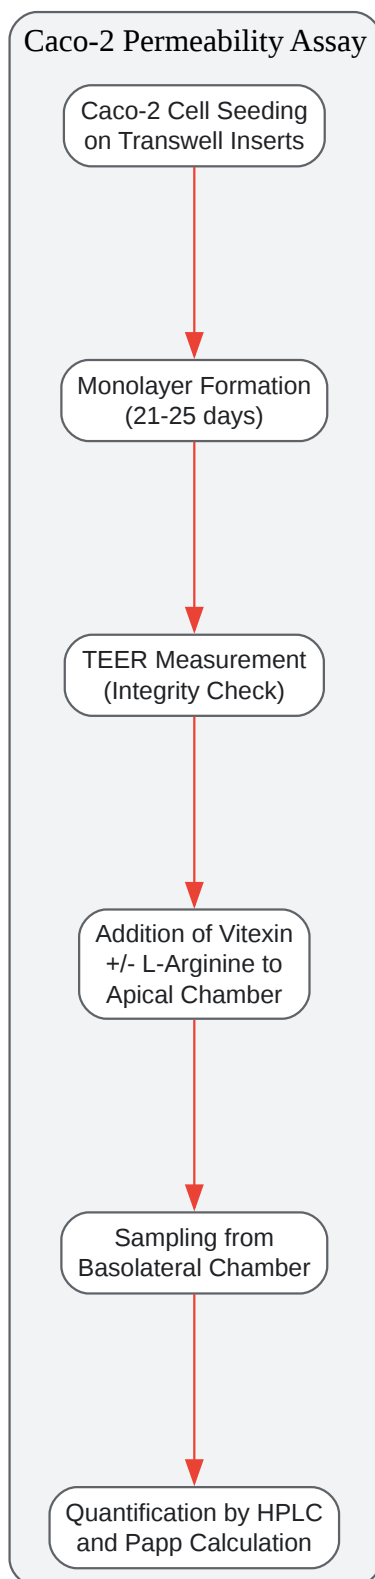 Caco-2 Permeability Assay
Caco-2 Cell Seeding
on Transwell Inserts
Monolayer Formation
(21-25 days)
TEER Measurement
(Integrity Check)
Addition of Vitexin
+/- L-Arginine to
Apical Chamber
Sampling from
Basolateral Chamber
Quantification by HPLC
and Papp Calculation